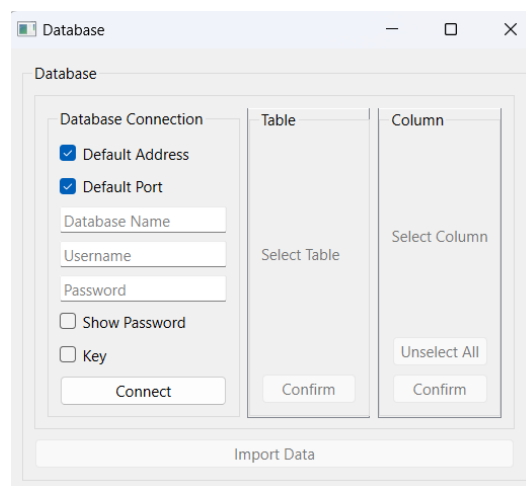 Database
Database
Database Connection
Default Address
Default Port
Database Name
Username
Password
Show Password
Key
Connect
Table
Select Table
Confirm
Column
Select Column
Unselect All
Confirm
Import Data